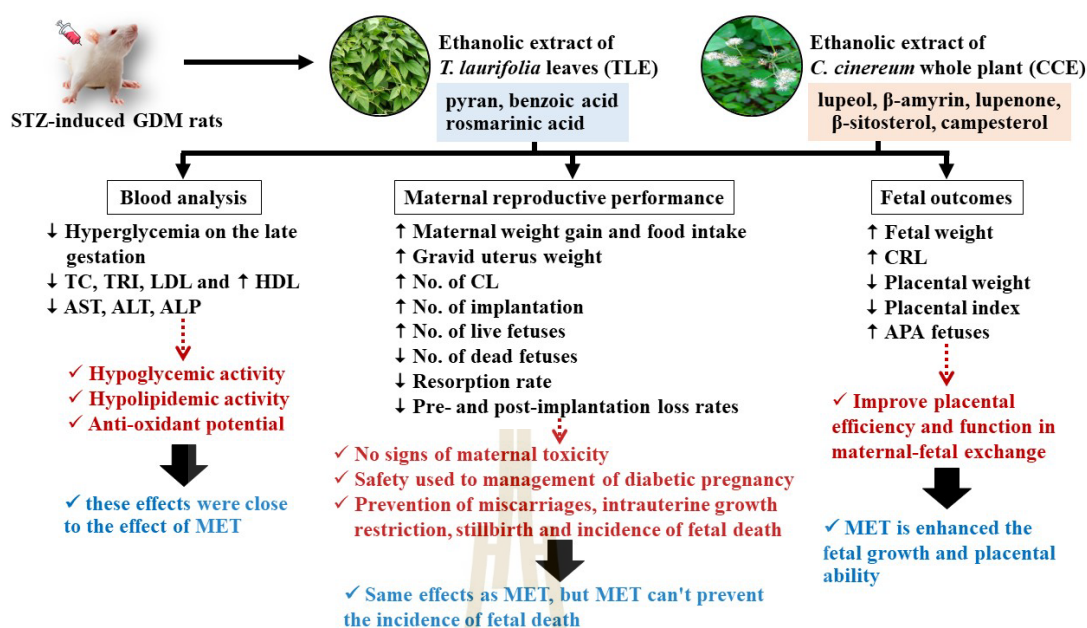 STZ-induced GDM rats
Ethanolic extract of
T. laurifolia leaves (TLE)
pyran, benzoic acid
rosmarinic acid
Ethanolic extract of
C. cinereum whole plant (CCE)
lupeol, β-amyrin, lupenone,
β-sitosterol, campesterol
Blood analysis
↓ Hyperglycemia on the late
gestation
↓ TC, TRI, LDL and ↑ HDL
↓ AST, ALT, ALP
✓ Hypoglycemic activity
✓ Hypolipidemic activity
✓ Anti-oxidant potential
✓ these effects were close
to the effect of MET
Maternal reproductive performance
↑ Maternal weight gain and food intake
↑ Gravid uterus weight
↑ No. of CL
↑ No. of implantation
↑ No. of live fetuses
↓ No. of dead fetuses
↓ Resorption rate
↓ Pre- and post-implantation loss rates
✓ No signs of maternal toxicity
✓ Safety used to management of diabetic pregnancy
✓ Prevention of miscarriages, intrauterine growth
restriction, stillbirth and incidence of fetal death
✓ Same effects as MET, but MET can't prevent
the incidence of fetal death
Fetal outcomes
↑ Fetal weight
↑ CRL
↓ Placental weight
↓ Placental index
↑ APA fetuses
✓ Improve placental
efficiency and function in
maternal-fetal exchange
✓ MET is enhanced the
fetal growth and placental
ability